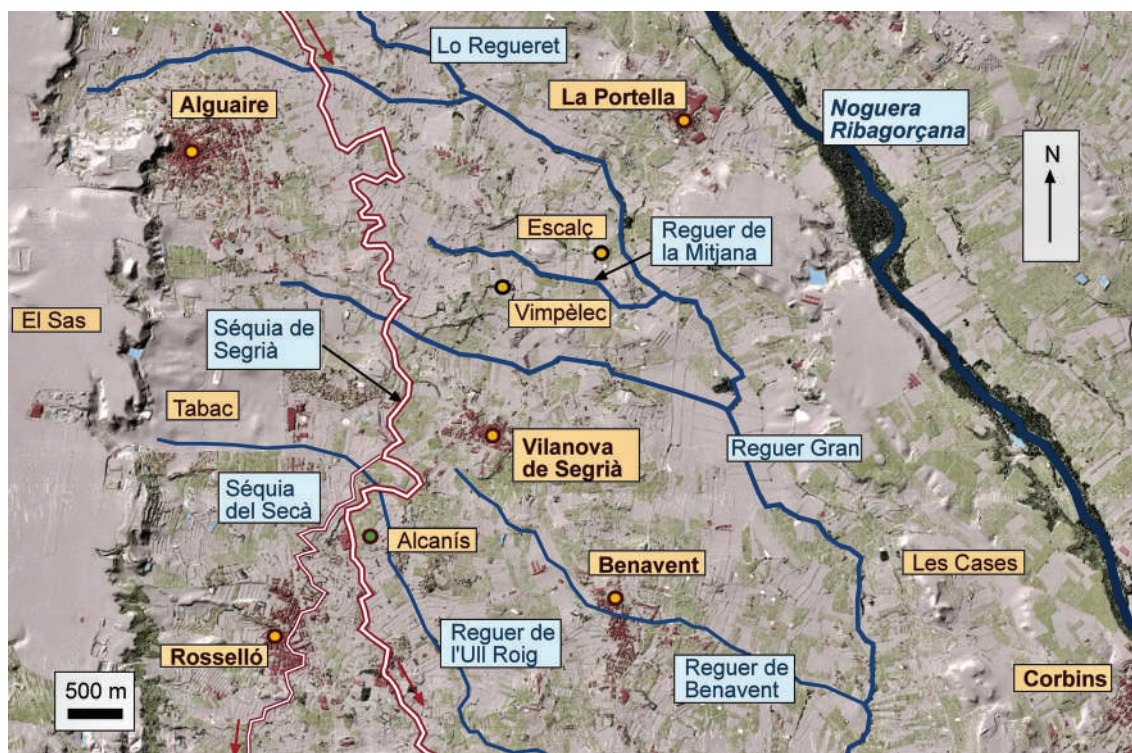 Lo Regueret
Alguaire
La Portella
Noguera
Ribagorçana
N
Escalç
Reguer de
la Mitjana
Vimpèlec
El Sas
Séquia de
Segrià
Tabac
Vilanova
de Segrià
Reguer Gran
Séquia
del Secà
Alcanís
Benavent
Les Cases
Rosselló
Reguer de
l'Ull Roig
Reguer de
Benavent
Corbins
500 m